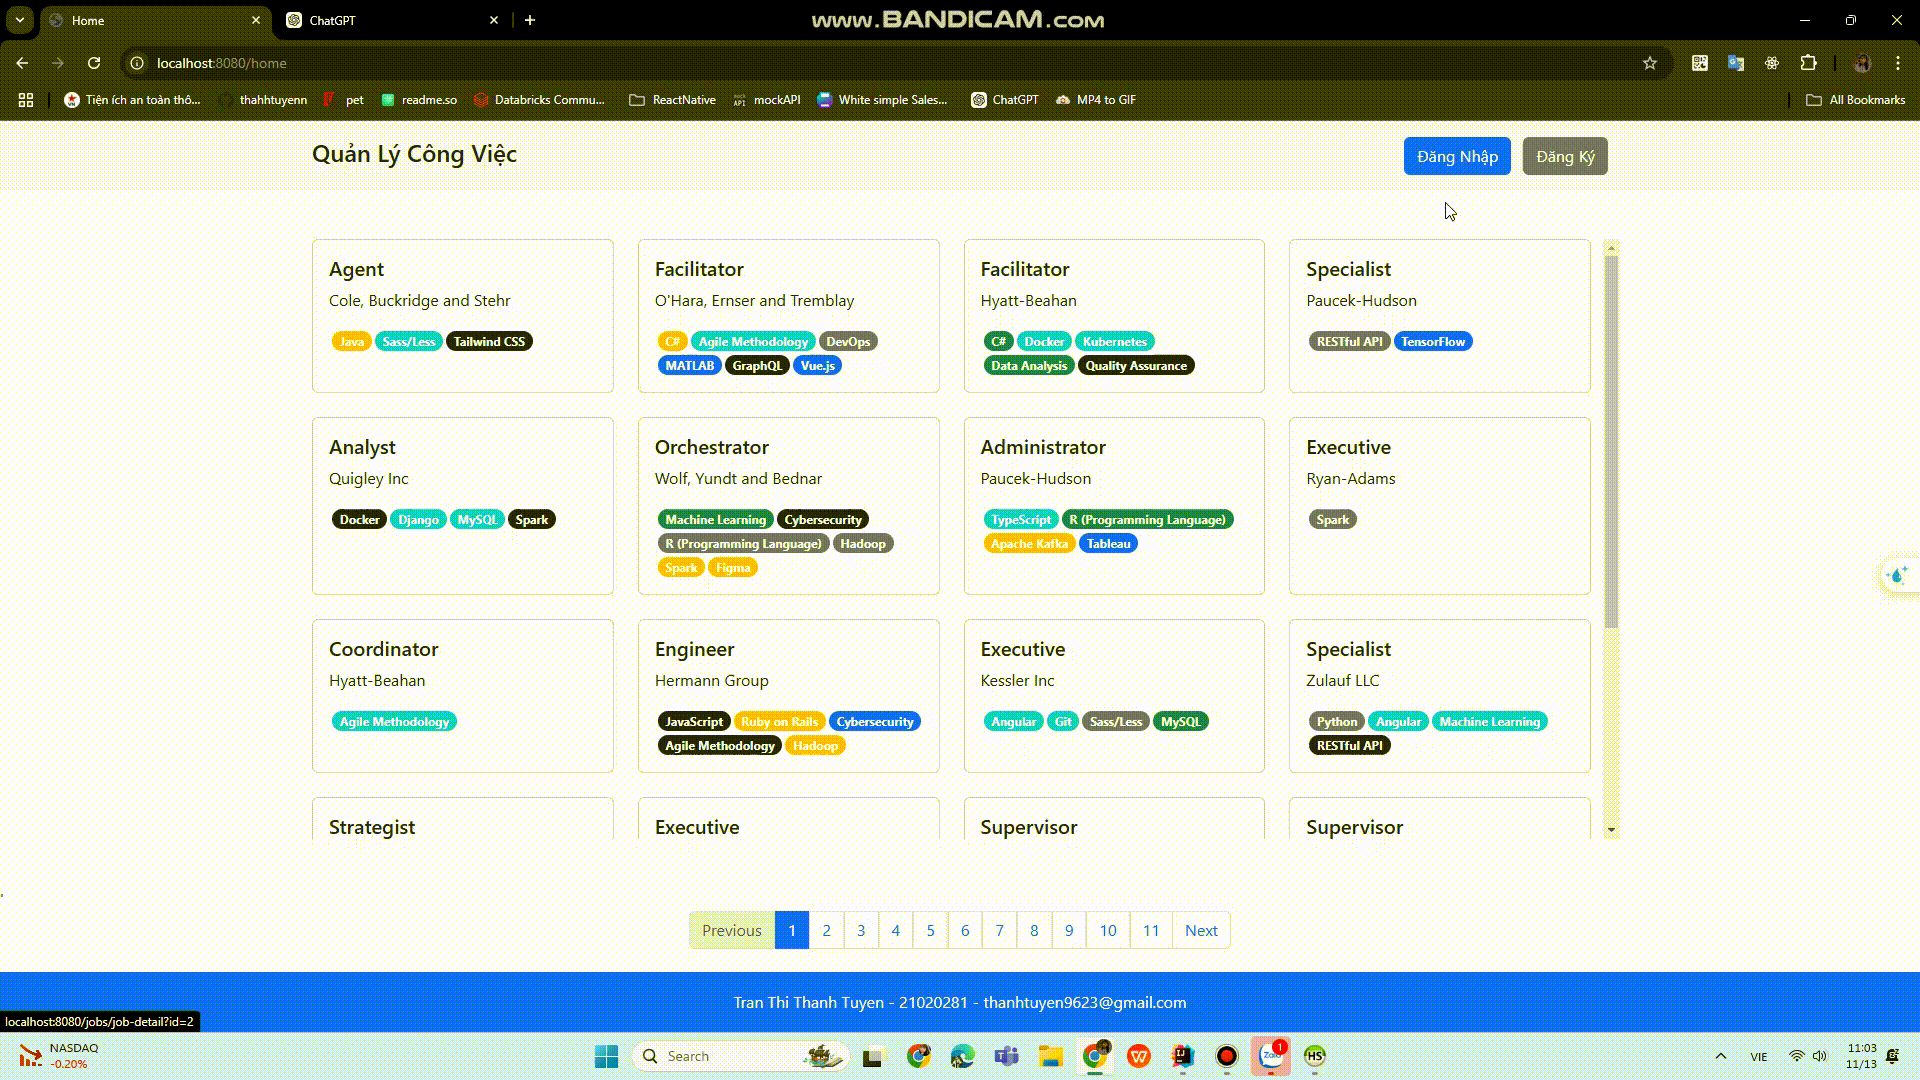 Home
ChatGPT
www.BANDICAM.com
localhost:8080/home
Tiện ích an toàn thô...
thahhtuyenn
pet
readme.so
Databricks Commu...
ReactNative
mockAPI
White simple Sales...
ChatGPT
MP4 to GIF
All Bookmarks
Quản Lý Công Việc
Đăng Nhập
Đăng Ký
Agent
Cole, Buckridge and Stehr
Java Sass/Less Tailwind CSS
Facilitator
O'Hara, Ernser and Tremblay
C# Agile Methodology DevOps
MATLAB GraphQL Vue.js
Facilitator
Hyatt-Beahan
C# Docker Kubernetes
Data Analysis Quality Assurance
Specialist
Paucek-Hudson
RESTful API TensorFlow
Analyst
Quigley Inc
Docker Django MySQL Spark
Orchestrator
Wolf, Yundt and Bednar
Machine Learning Cybersecurity
R (Programming Language) Hadoop
Spark Figma
Administrator
Paucek-Hudson
TypeScript R (Programming Language)
Apache Kafka Tableau
Executive
Ryan-Adams
Spark
Coordinator
Hyatt-Beahan
Agile Methodology
Engineer
Hermann Group
JavaScript Ruby on Rails Cybersecurity
Agile Methodology Hadoop
Executive
Kessler Inc
Angular Git Sass/Less MySQL
Specialist
Zulauf LLC
Python Angular Machine Learning
RESTful API
Strategist
Executive
Supervisor
Supervisor
Previous 1 2 3 4 5 6 7 8 9 10 11 Next
Tran Thi Thanh Tuyen - 21020281 - thanhtuyen9623@gmail.com
localhost:8080/jobs/job-detail?id=2
NASDAQ
-0.20%
Search
Zalo
1
HS
VIE
11:03
11/13